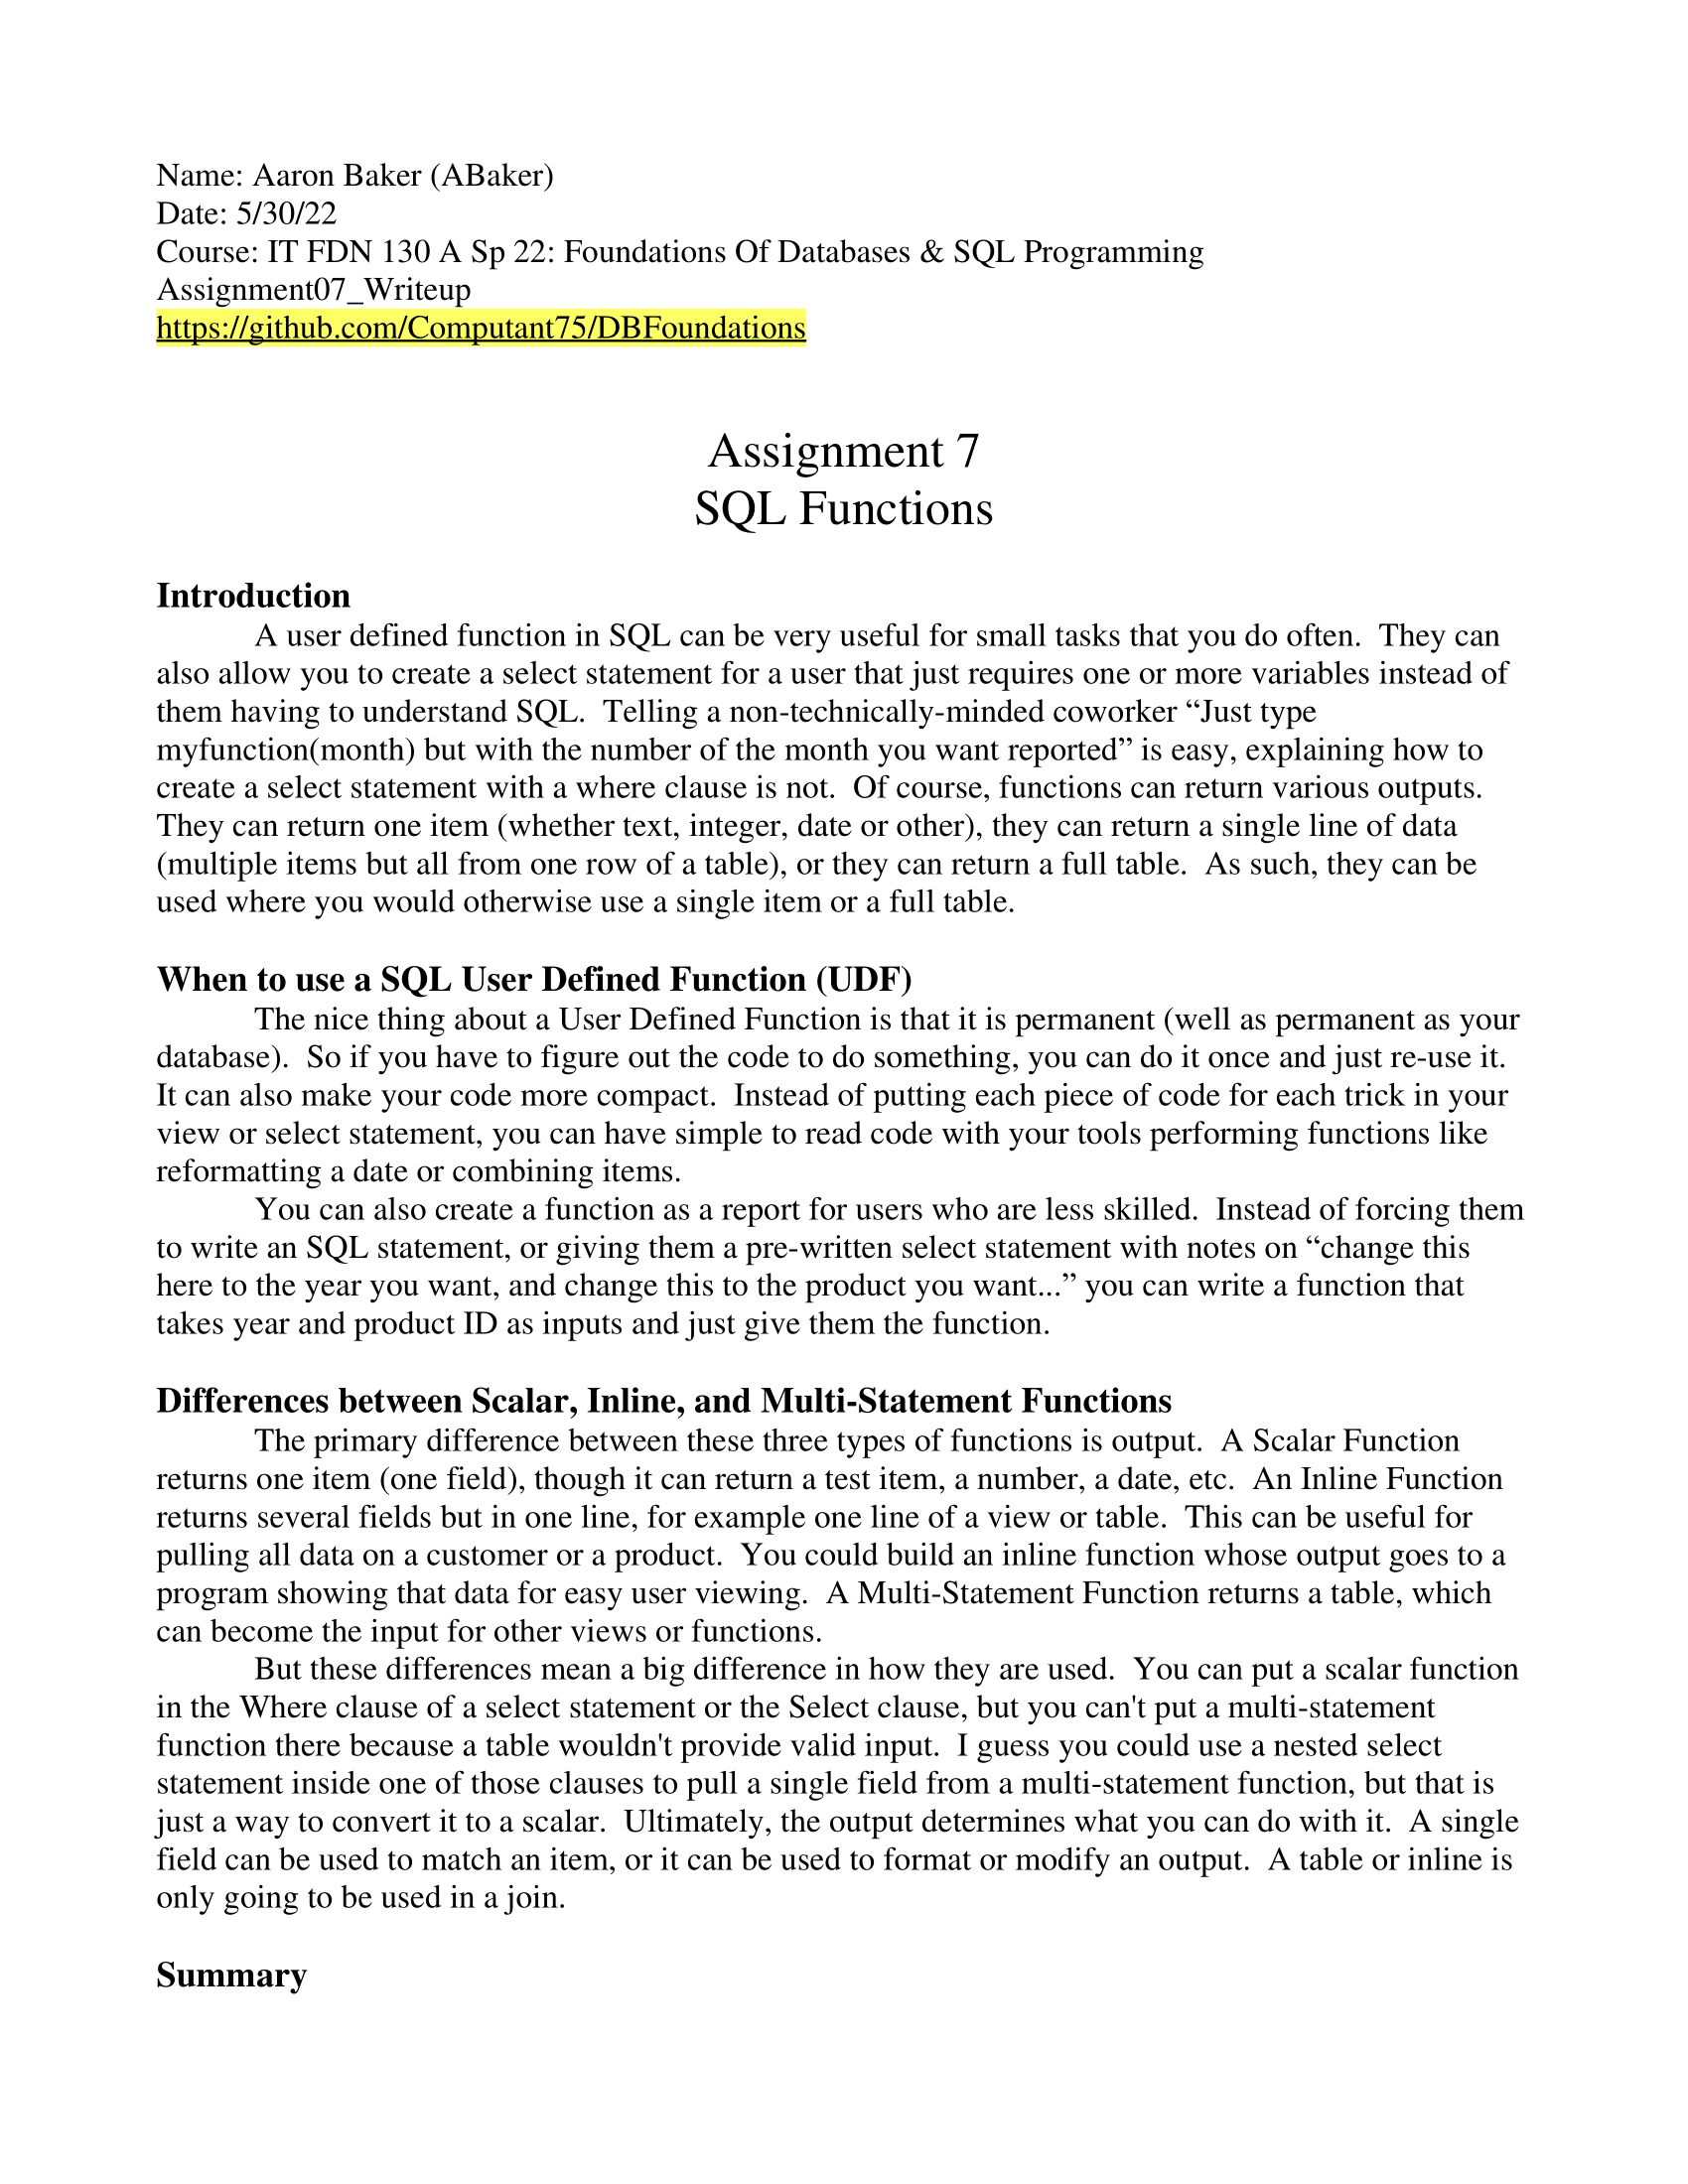 Name: Aaron Baker (ABaker)
Date: 5/30/22
Course: IT FDN 130 A Sp 22: Foundations Of Databases & SQL Programming
Assignment07_Writeup
https://github.com/Computant75/DBFoundations
Assignment 7
SQL Functions
Introduction
A user defined function in SQL can be very useful for small tasks that you do often.  They can
also allow you to create a select statement for a user that just requires one or more variables instead of
them having to understand SQL.  Telling a non-technically-minded coworker “Just type
myfunction(month) but with the number of the month you want reported” is easy, explaining how to
create a select statement with a where clause is not.  Of course, functions can return various outputs.
They can return one item (whether text, integer, date or other), they can return a single line of data
(multiple items but all from one row of a table), or they can return a full table.  As such, they can be
used where you would otherwise use a single item or a full table.
When to use a SQL User Defined Function (UDF)
The nice thing about a User Defined Function is that it is permanent (well as permanent as your
database).  So if you have to figure out the code to do something, you can do it once and just re-use it.
It can also make your code more compact.  Instead of putting each piece of code for each trick in your
view or select statement, you can have simple to read code with your tools performing functions like
reformatting a date or combining items.
You can also create a function as a report for users who are less skilled.  Instead of forcing them
to write an SQL statement, or giving them a pre-written select statement with notes on “change this
here to the year you want, and change this to the product you want...” you can write a function that
takes year and product ID as inputs and just give them the function.
Differences between Scalar, Inline, and Multi-Statement Functions
The primary difference between these three types of functions is output.  A Scalar Function
returns one item (one field), though it can return a test item, a number, a date, etc.  An Inline Function
returns several fields but in one line, for example one line of a view or table.  This can be useful for
pulling all data on a customer or a product.  You could build an inline function whose output goes to a
program showing that data for easy user viewing.  A Multi-Statement Function returns a table, which
can become the input for other views or functions.
But these differences mean a big difference in how they are used.  You can put a scalar function
in the Where clause of a select statement or the Select clause, but you can't put a multi-statement
function there because a table wouldn't provide valid input.  I guess you could use a nested select
statement inside one of those clauses to pull a single field from a multi-statement function, but that is
just a way to convert it to a scalar.  Ultimately, the output determines what you can do with it.  A single
field can be used to match an item, or it can be used to format or modify an output.  A table or inline is
only going to be used in a join.
Summary